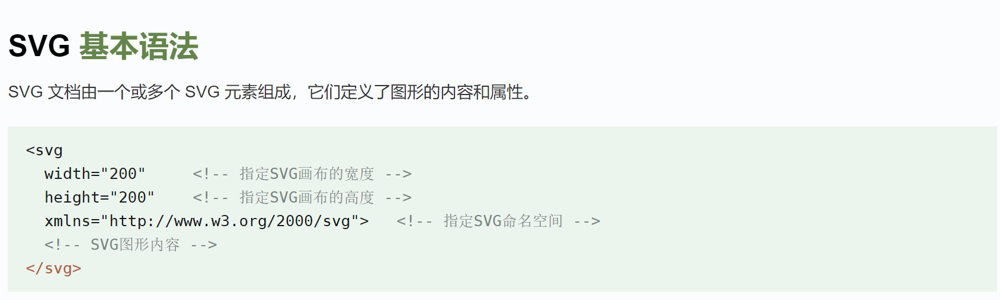 SVG 基本语法
SVG 文档由一个或多个 SVG 元素组成，它们定义了图形的内容和属性。
<svg
  width="200"     <!-- 指定SVG画布的宽度 -->
  height="200"    <!-- 指定SVG画布的高度 -->
  xmlns="http://www.w3.org/2000/svg">   <!-- 指定SVG命名空间 -->
  <!-- SVG图形内容 -->
</svg>